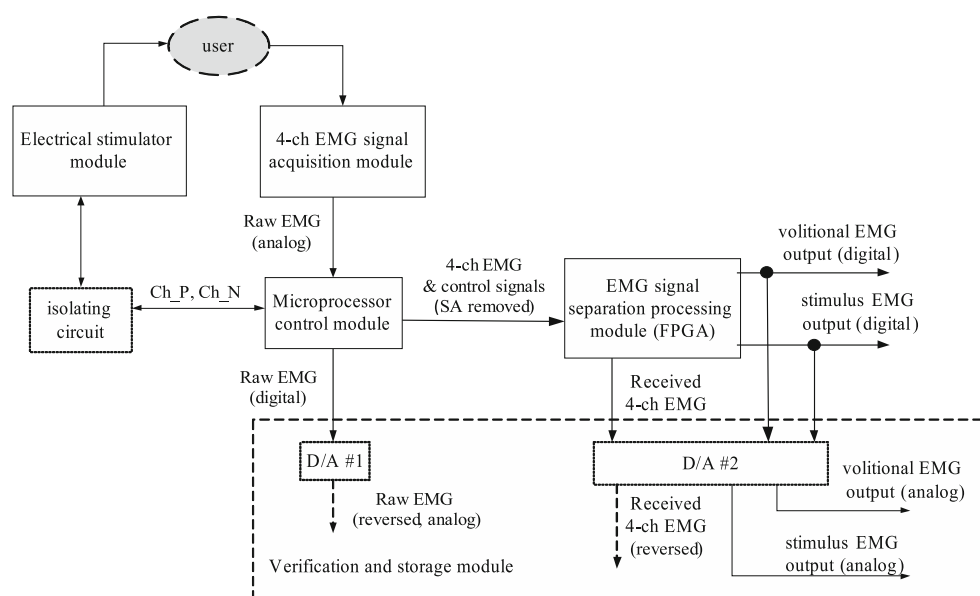 user
Electrical stimulator
module
4-ch EMG signal
acquisition module
Raw EMG
(analog)
isolating
circuit
Ch_P, Ch_N
Microprocessor
control module
4-ch EMG
& control signals
(SA removed)
EMG signal
separation processing
module (FPGA)
volitional EMG
output (digital)
stimulus EMG
output (digital)
Raw EMG
(digital)
Received
4-ch EMG
D/A #1
D/A #2
Raw EMG
(reversed, analog)
Received
4-ch EMG
(reversed)
volitional EMG
output (analog)
stimulus EMG
output (analog)
Verification and storage module